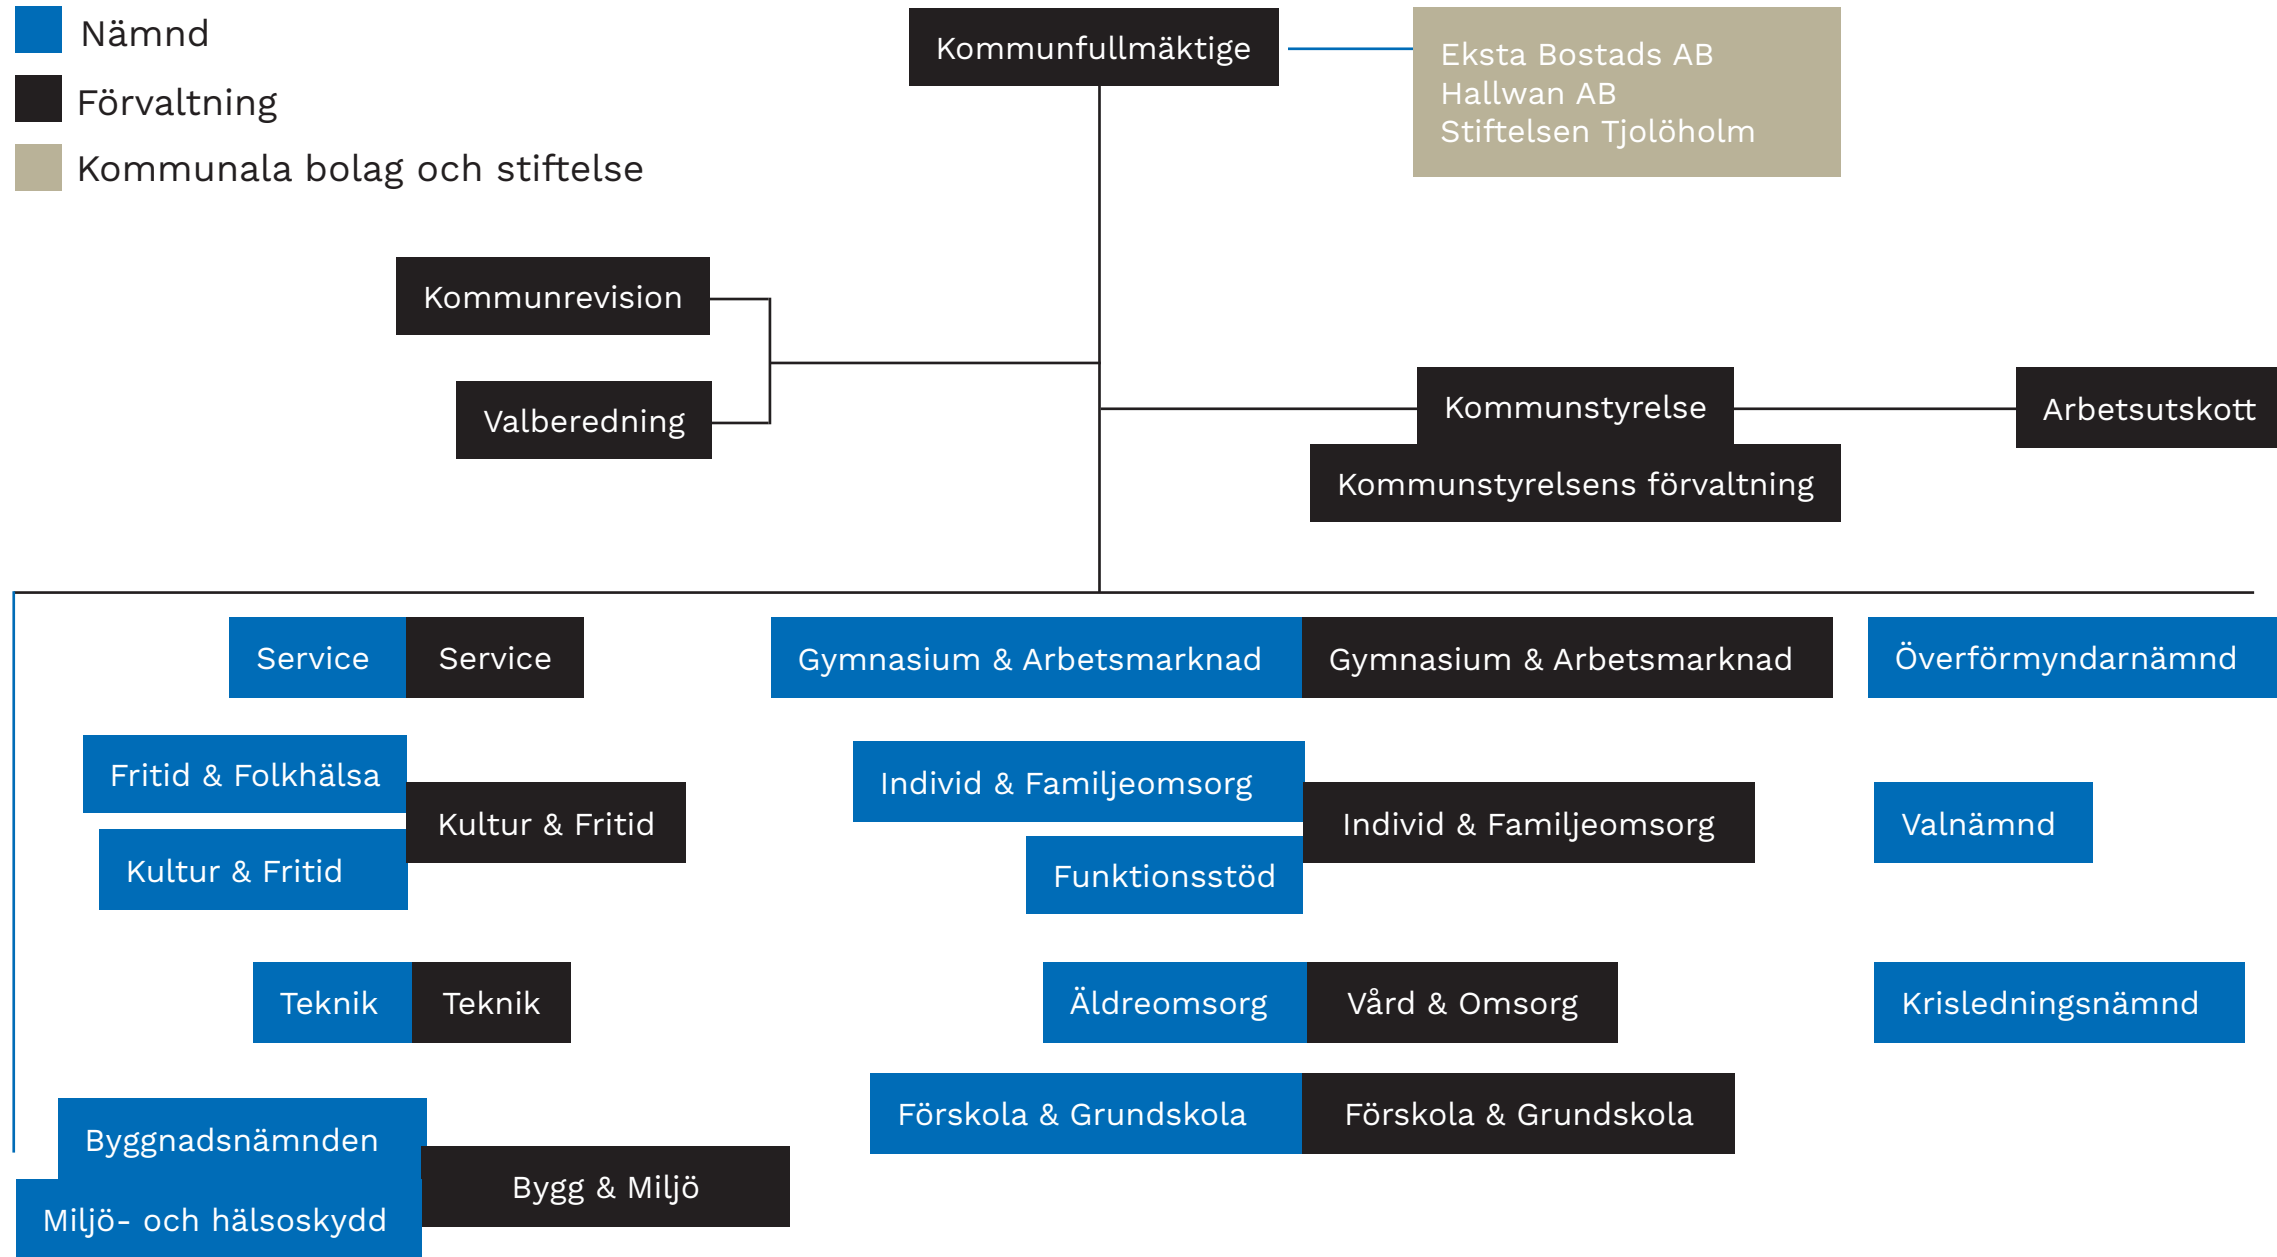 Nämnd
Förvaltning
Kommunala bolag och stiftelse
Kommunfullmäktige
Eksta Bostads AB
Hallwan AB
Stiftelsen Tjolöholm
Kommunrevision
Valberedning
Kommunstyrelse
Arbetsutskott
Kommunstyrelsens förvaltning
Service
Service
Fritid & Folkhälsa
Kultur & Fritid
Kultur & Fritid
Teknik
Teknik
Byggnadsnämnden
Miljö- och hälsoskydd
Bygg & Miljö
Gymnasium & Arbetsmarknad
Gymnasium & Arbetsmarknad
Individ & Familjeomsorg
Funktionsstöd
Individ & Familjeomsorg
Äldreomsorg
Vård & Omsorg
Förskola & Grundskola
Förskola & Grundskola
Överförmyndarnämnd
Valnämnd
Krisledningsnämnd